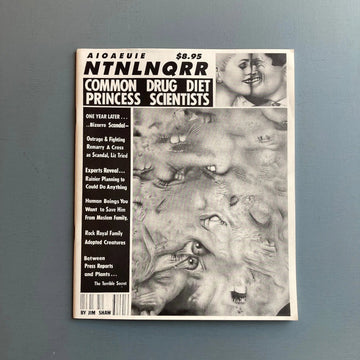 AIOAEUIE
$8.95
NTNLNQRR
COMMON DRUG DIET
PRINCESS SCIENTISTS
ONE YEAR LATER...
..Bizarre Scandal~
Outrage & Fighting
Remarry A Cross
as Scandal, Liz Tried
Experts Reveal...
Rainier Planning to
Could Do Anything
Human Beings You
Want to Save Him
From Moslem Family.
Rock Royal Family
Adopted Creatures
Between
Press Reports
and Plants...
The Terrible Secret
BY JIM SHAW